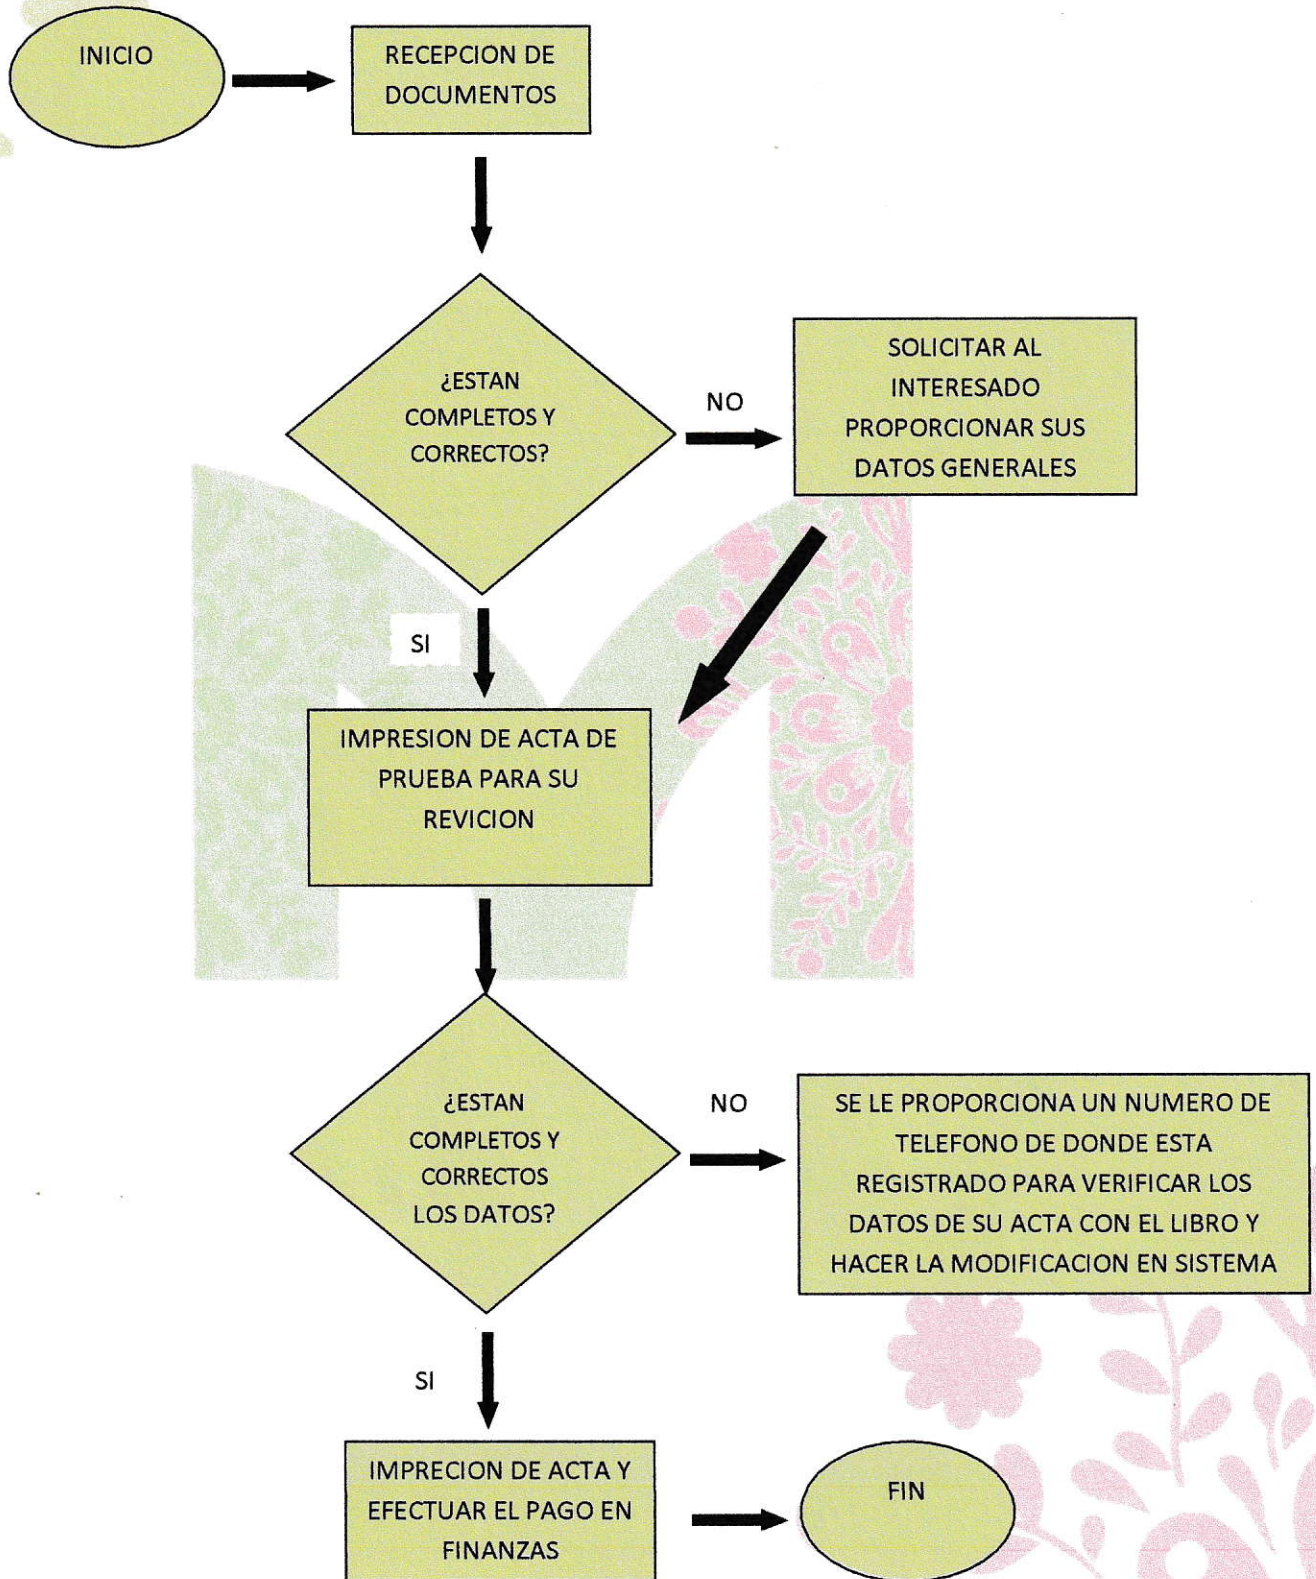 INICIO
RECEPCION DE
DOCUMENTOS
¿ESTAN
COMPLETOS Y
CORRECTOS?
NO
SOLICITAR AL
INTERESADO
PROPORCIONAR SUS
DATOS GENERALES
SI
IMPRESION DE ACTA DE
PRUEBA PARA SU
REVICION
¿ESTAN
COMPLETOS Y
CORRECTOS
LOS DATOS?
NO
SE LE PROPORCIONA UN NUMERO DE
TELEFONO DE DONDE ESTA
REGISTRADO PARA VERIFICAR LOS
DATOS DE SU ACTA CON EL LIBRO Y
HACER LA MODIFICACION EN SISTEMA
SI
IMPRECION DE ACTA Y
EFECTUAR EL PAGO EN
FINANZAS
FIN